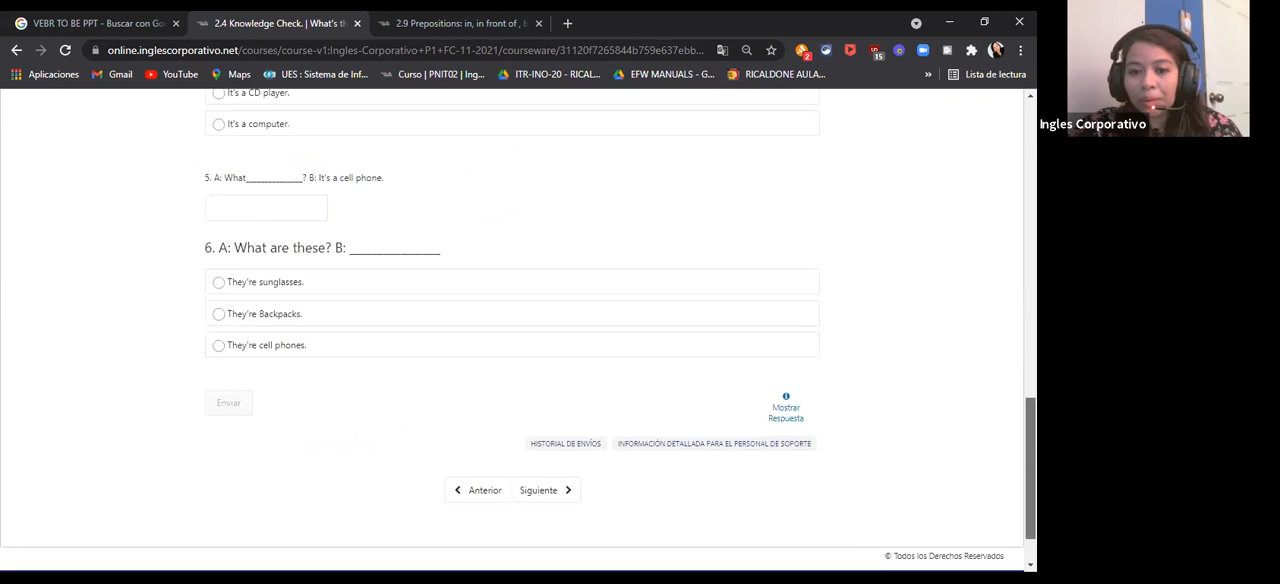 VEBR TO BE PPT - Buscar con Go
2.4 Knowledge Check. | What's th
2.9 Prepositions: in, in front of , b
online.inglescorporativo.net/courses/course-v1:Ingles-Corporativo+P1+FC-11-2021/courseware/31120f7265844b759e637ebb...
2
15
Aplicaciones
Gmail
YouTube
Maps
UES : Sistema de Inf...
Curso | PNIT02 | Ing...
ITR-INO-20 - RICAL...
EFW MANUALS - G...
RICALDONE AULA...
»
Lista de lectura
It's a CD player.
It's a computer.
5. A: What______________? B: It's a cell phone.
6. A: What are these? B: ______________
They're sunglasses.
They're Backpacks.
They're cell phones.
Enviar
Mostrar
Respuesta
HISTORIAL DE ENVÍOS
INFORMACIÓN DETALLADA PARA EL PERSONAL DE SOPORTE
Anterior
Siguiente
© Todos los Derechos Reservados
Ingles Corporativo